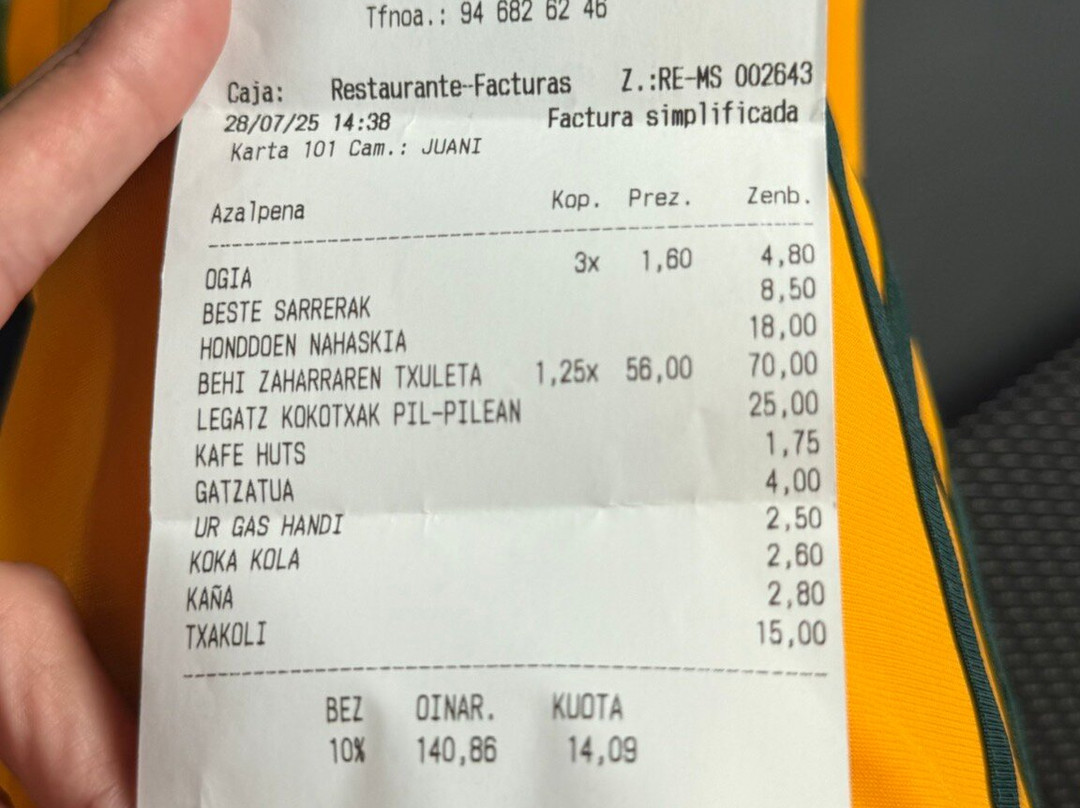 Tfnoa.: 94 682 62 46
Caja: Restaurante-Facturas Z.:RE-MS 002643
28/07/25 14:38 Factura simplificada
Karta 101 Cam.: JUANI
Azalpena Kop. Prez. Zenb.
OGIA 3x 1,60 4,80
BESTE SARRERAK 8,50
HONDDOEN NAHASKIA 18,00
BEHI ZAHARRAREN TXULETA 1,25x 56,00 70,00
LEGATZ KOKOTXAK PIL-PILEAN 25,00
KAFE HUTS 1,75
GATZATUA 4,00
UR GAS HANDI 2,50
KOKA KOLA 2,60
KAÑA 2,80
TXAKOLI 15,00
BEZ OINAR. KUOTA
10% 140,86 14,09